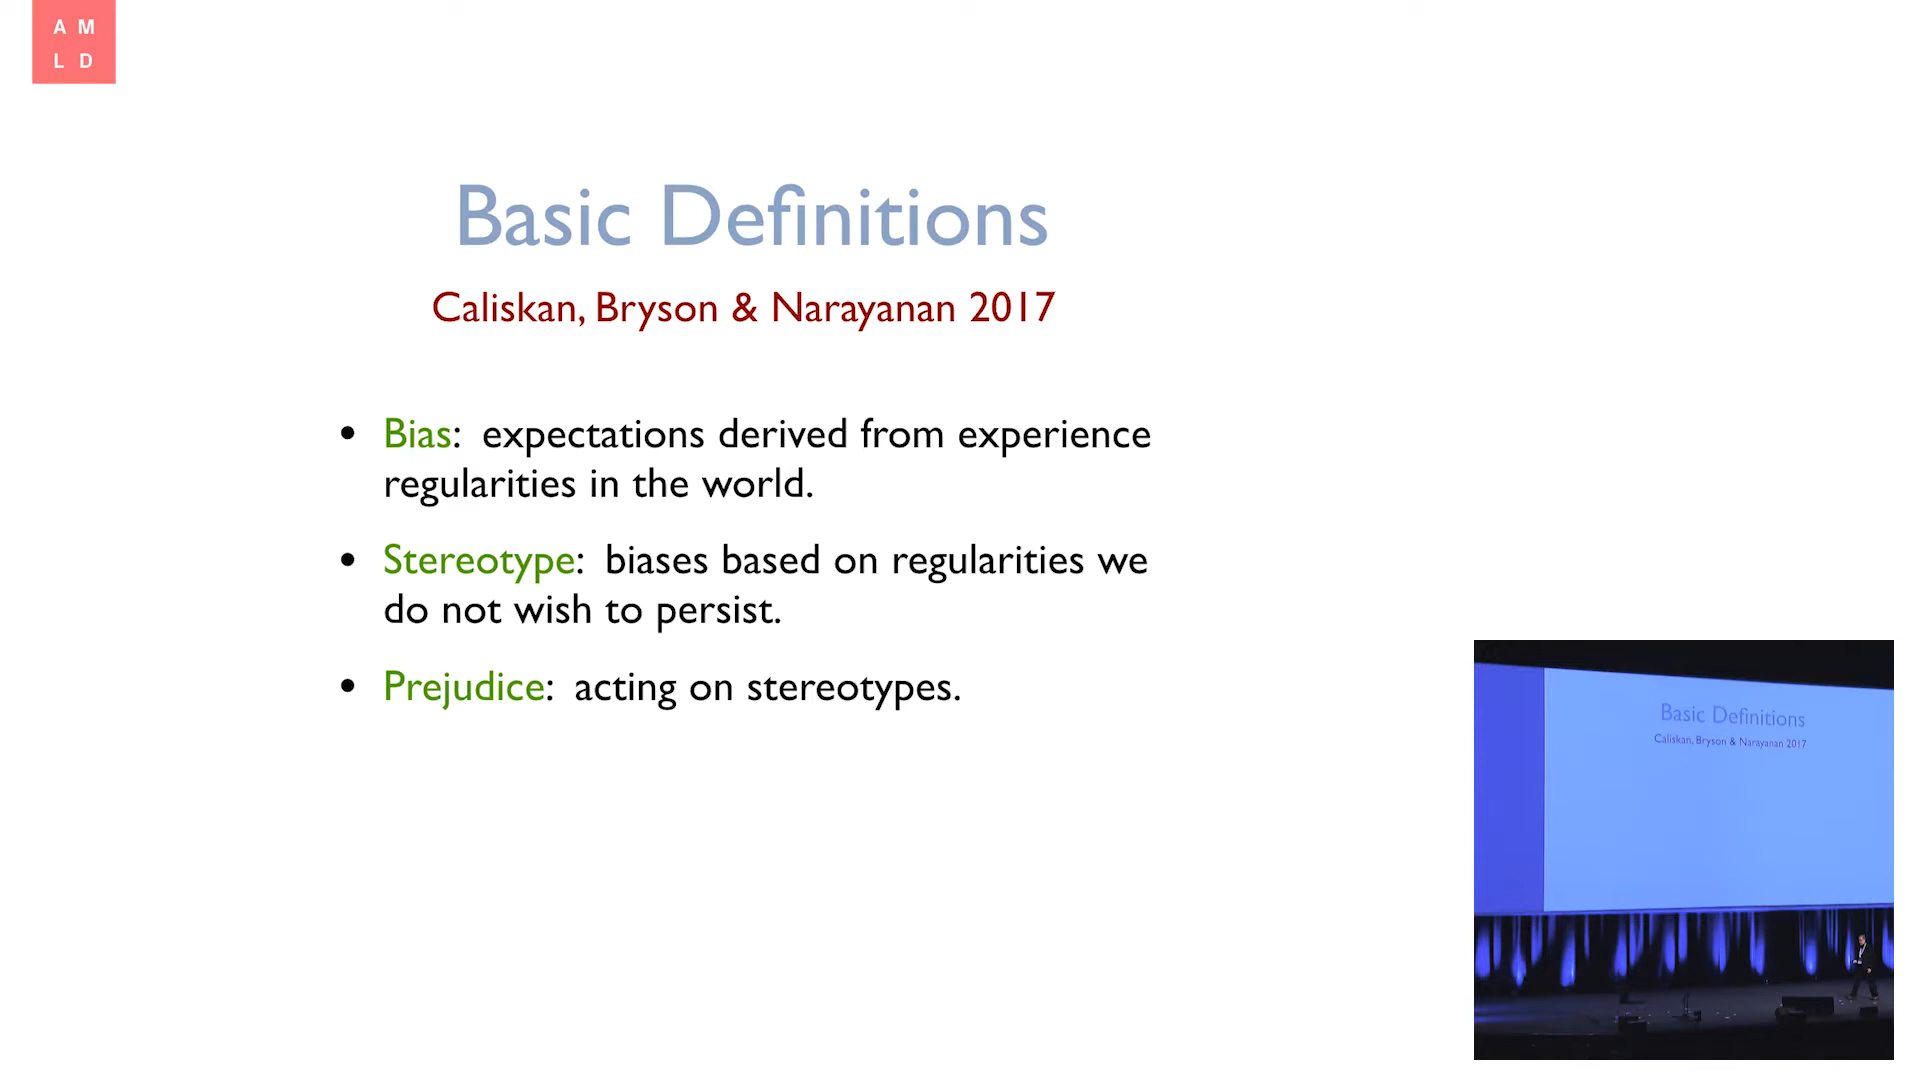 A M
L D
Basic Definitions
Caliskan, Bryson & Narayanan 2017
• Bias: expectations derived from experience
regularities in the world.
• Stereotype: biases based on regularities we
do not wish to persist.
• Prejudice: acting on stereotypes.
Basic Definitions
Caliskan, Bryson & Narayanan 2017